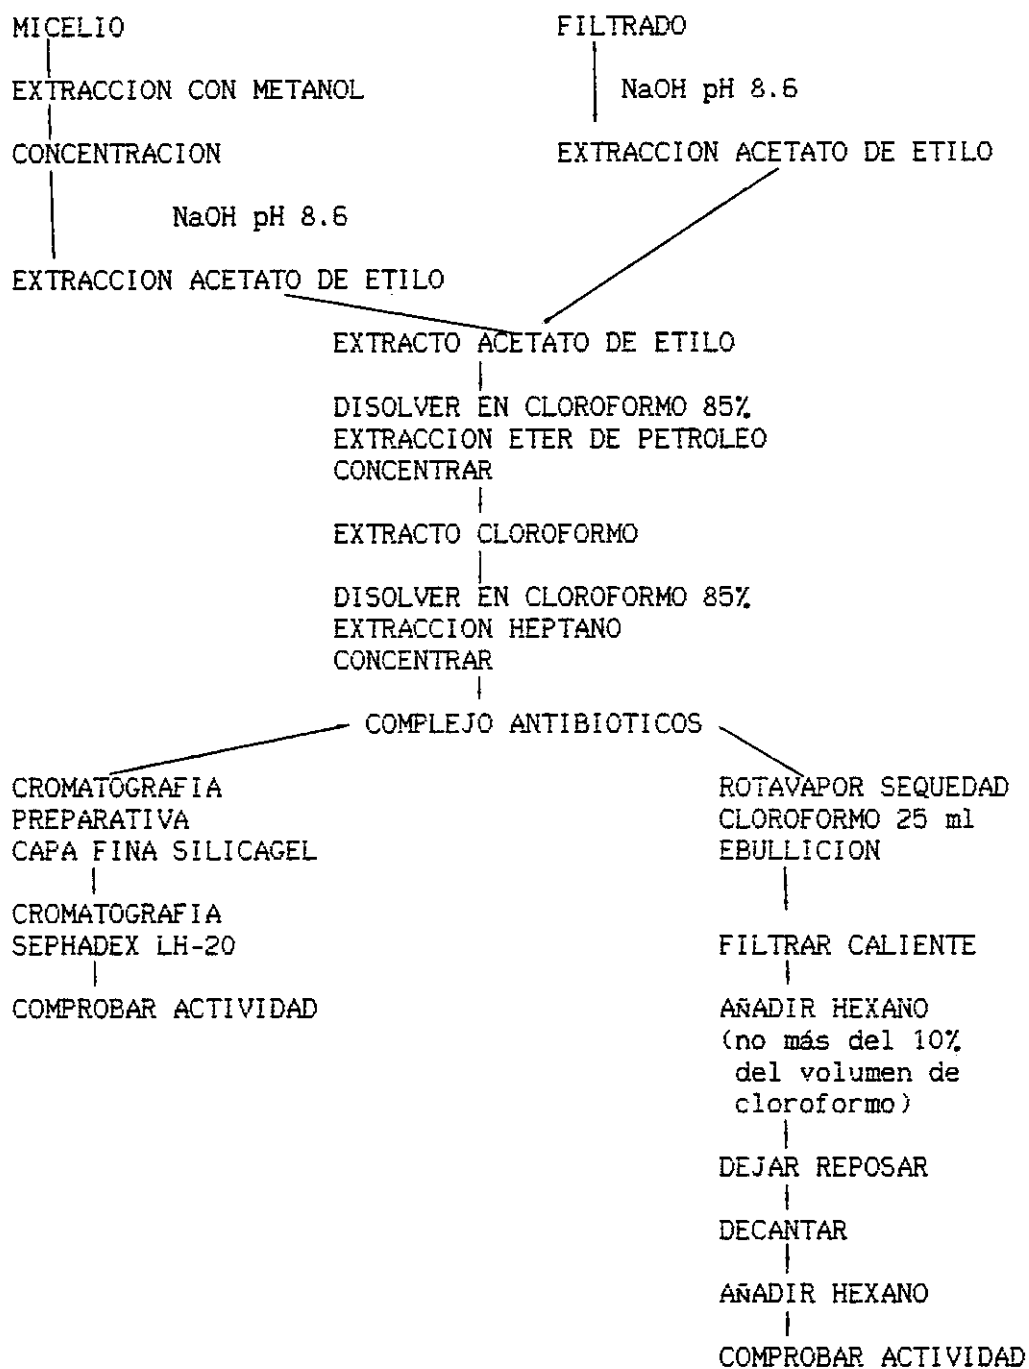 MICELIO
EXTRACCION CON METANOL
CONCENTRACION
NaOH pH 8.6
EXTRACCION ACETATO DE ETILO
FILTRADO
NaOH pH 8.6
EXTRACCION ACETATO DE ETILO
EXTRACTO ACETATO DE ETILO
DISOLVER EN CLOROFORMO 85%
EXTRACCION ETER DE PETROLEO
CONCENTRAR
EXTRACTO CLOROFORMO
DISOLVER EN CLOROFORMO 85%
EXTRACCION HEPTANO
CONCENTRAR
COMPLEJO ANTIBIOTICOS
CROMATOGRAFIA
PREPARATIVA
CAPA FINA SILICAGEL
CROMATOGRAFIA
SEPHADEX LH-20
COMPROBAR ACTIVIDAD
ROTAVAPOR SEQUEDAD
CLOROFORMO 25 ml
EBULLICION
FILTRAR CALIENTE
AñADIR HEXANO
(no más del 10%
del volumen de
cloroformo)
DEJAR REPOSAR
DECANTAR
AñADIR HEXANO
COMPROBAR ACTIVIDAD